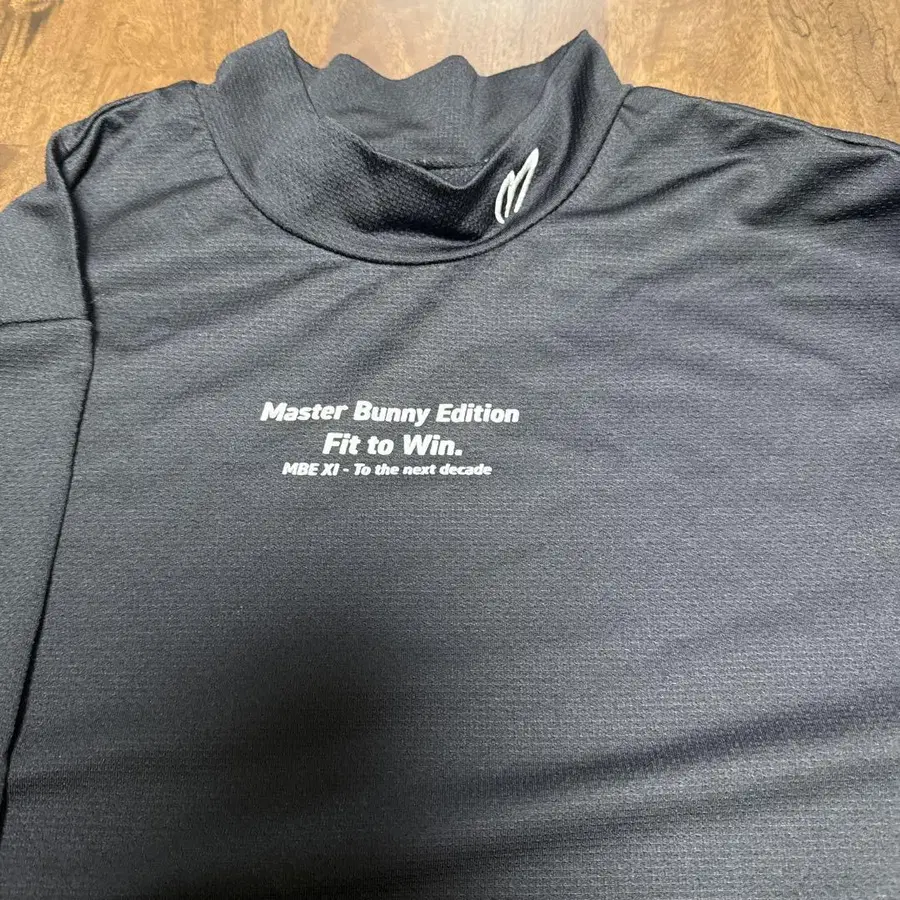 Master Bunny Edition
Fit to Win.
MBE XI - To the next decade